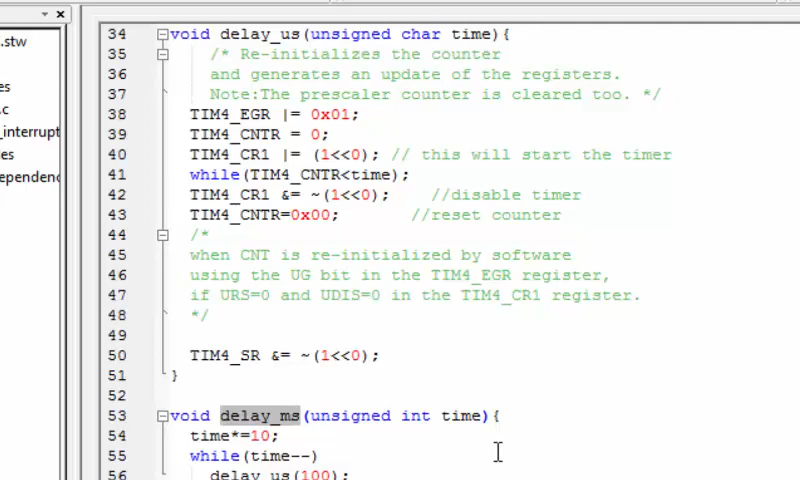 .stw
es
.c
_interrupt
les
ependenc
34 void delay_us(unsigned char time){
35 /* Re-initializes the counter
36 and generates an update of the registers.
37 Note:The prescaler counter is cleared too. */
38 TIM4_EGR |= 0x01;
39 TIM4_CNTR = 0;
40 TIM4_CR1 |= (1<<0); // this will start the timer
41 while(TIM4_CNTR<time);
42 TIM4_CR1 &= ~(1<<0); //disable timer
43 TIM4_CNTR=0x00; //reset counter
44 /*
45 when CNT is re-initialized by software
46 using the UG bit in the TIM4_EGR register,
47 if URS=0 and UDIS=0 in the TIM4_CR1 register.
48 */
49
50 TIM4_SR &= ~(1<<0);
51 }
52
53 void delay_ms(unsigned int time){
54 time*=10;
55 while(time--)
56 delay_us(100);